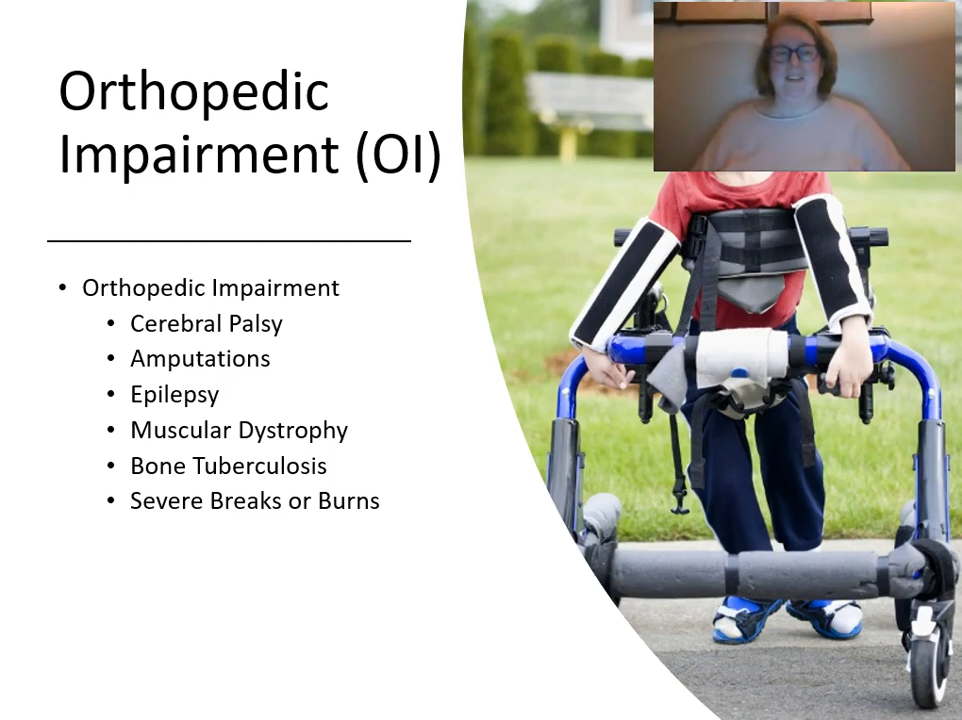 Orthopedic
Impairment (OI)
• Orthopedic Impairment
• Cerebral Palsy
• Amputations
• Epilepsy
• Muscular Dystrophy
• Bone Tuberculosis
• Severe Breaks or Burns